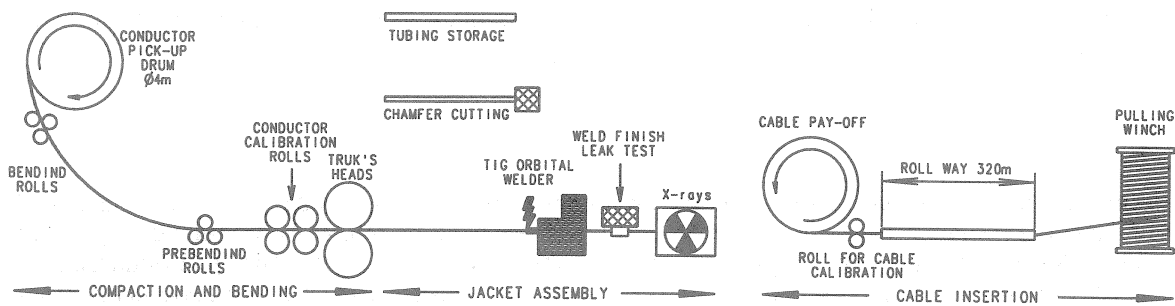 CONDUCTOR
PICK-UP
DRUM
Ø4m
BENDIND
ROLLS
PREBENDIND
ROLLS
CONDUCTOR
CALIBRATION
ROLLS
TRUK'S
HEADS
COMPACTION AND BENDING
TUBING STORAGE
CHAMFER CUTTING
TIG ORBITAL
WELDER
WELD FINISH
LEAK TEST
X-rays
JACKET ASSEMBLY
CABLE PAY-OFF
ROLL WAY 320m
PULLING
WINCH
ROLL FOR CABLE
CALIBRATION
CABLE INSERTION